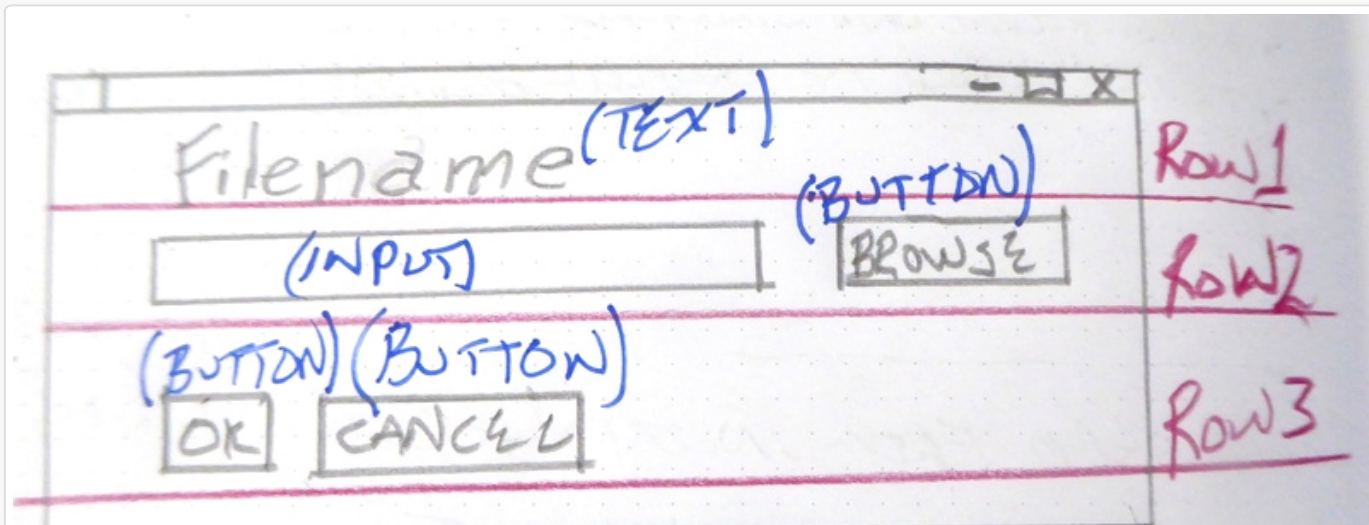 Filename (TEXT)
Row1
(BUTTON)
(INPUT) BROWSE
Row2
(BUTTON) (BUTTON)
OK CANCEL
Row3